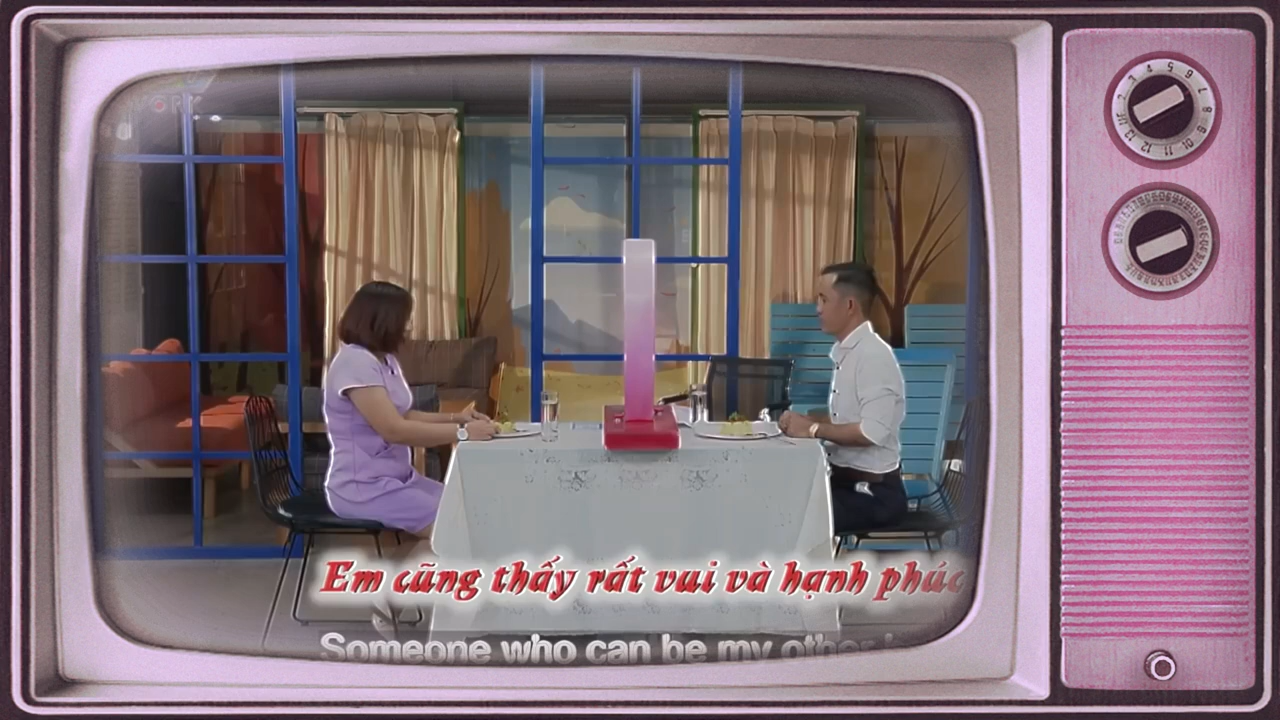 Em cũng thấy rất vui và hạnh phúc
Someone who can be my other